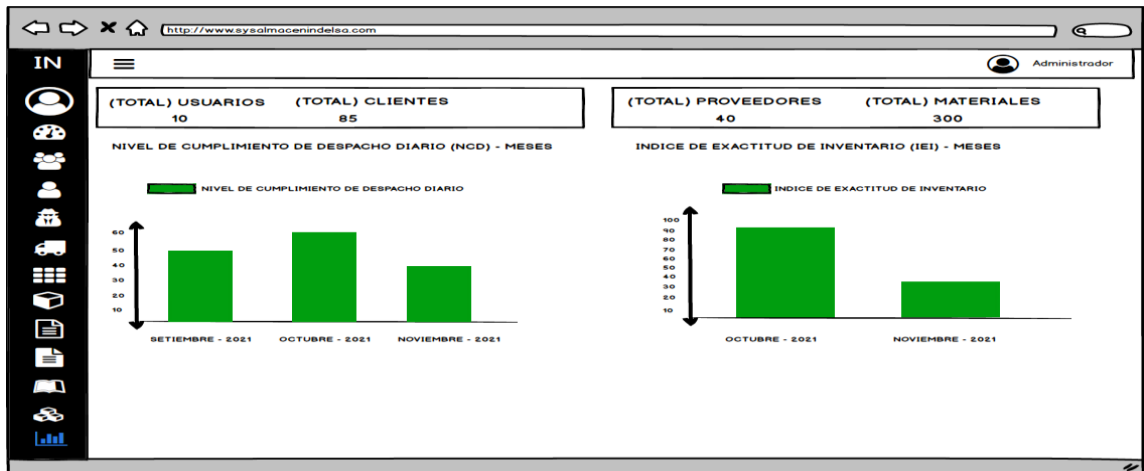 http://www.sysalmacenindelsa.com
IN
Administrador
(TOTAL) USUARIOS (TOTAL) CLIENTES
10 85
(TOTAL) PROVEEDORES (TOTAL) MATERIALES
40 300
NIVEL DE CUMPLIMIENTO DE DESPACHO DIARIO (NCD) - MESES
NIVEL DE CUMPLIMIENTO DE DESPACHO DIARIO
60
50
40
30
20
10
SETIEMBRE - 2021 OCTUBRE - 2021 NOVIEMBRE - 2021
INDICE DE EXACTITUD DE INVENTARIO (IEI) - MESES
INDICE DE EXACTITUD DE INVENTARIO
100
90
80
70
60
50
40
30
20
10
OCTUBRE - 2021 NOVIEMBRE - 2021